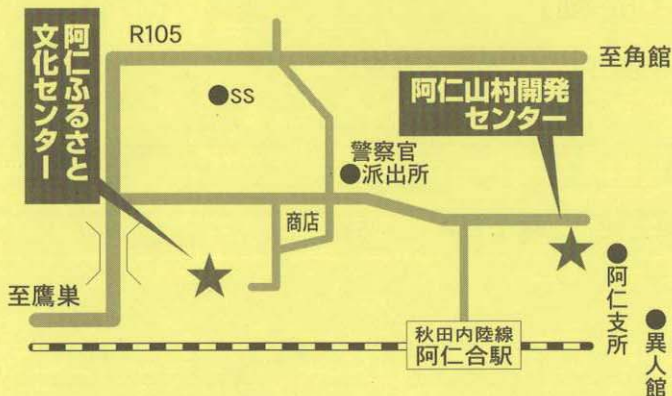 R105
至角館
阿仁ふるさと
文化センター
●SS
阿仁山村開発
センター
警察官
●派出所
商店
至鷹巣
秋田内陸線
阿仁合駅
●阿仁支所
●異人館